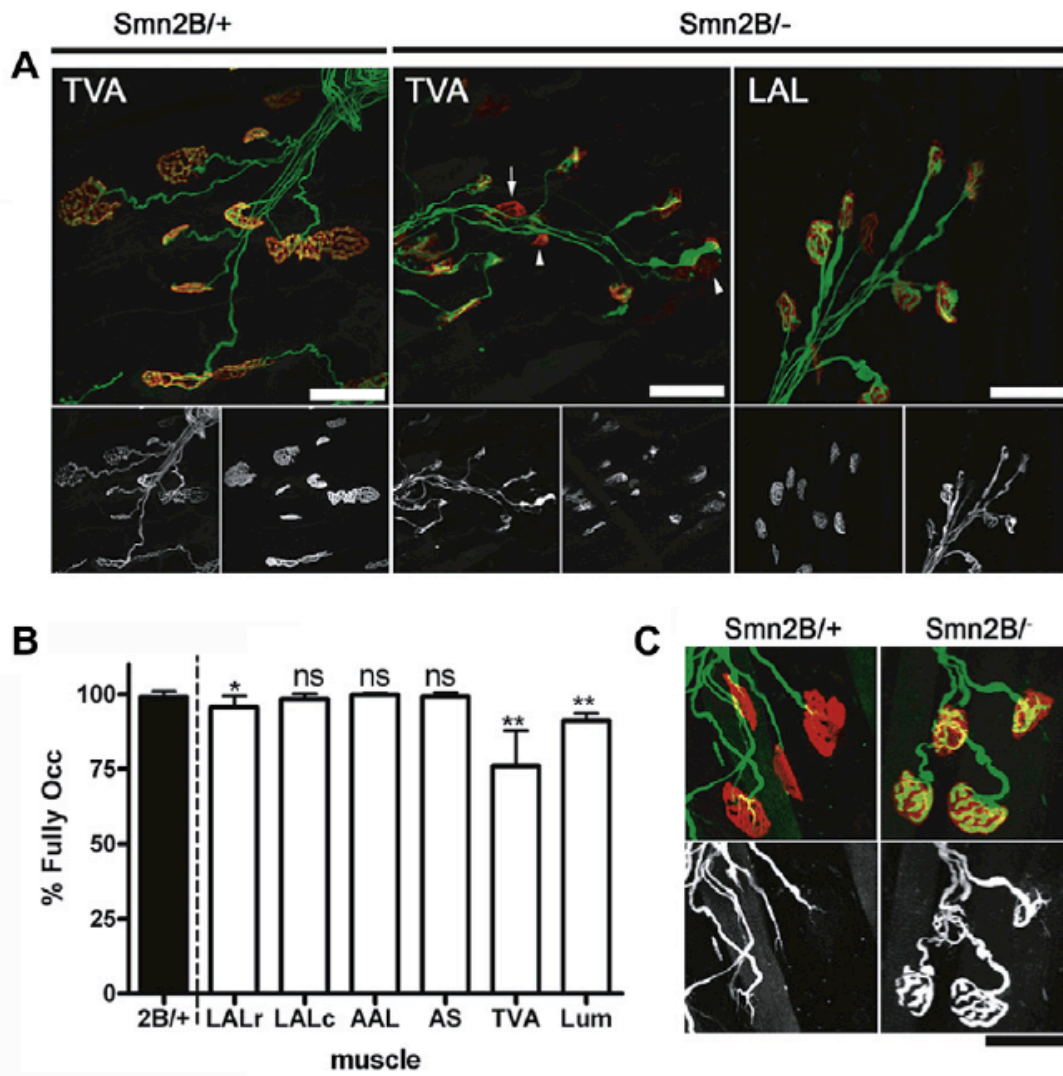 Smn2B/+ Smn2B/-
A
TVA TVA LAL
B
% Fully Occ
100
75
50
25
0
* ns ns ns ** **
2B/+ LALr LALc AAL AS TVA Lum
muscle
C
Smn2B/+ Smn2B/-